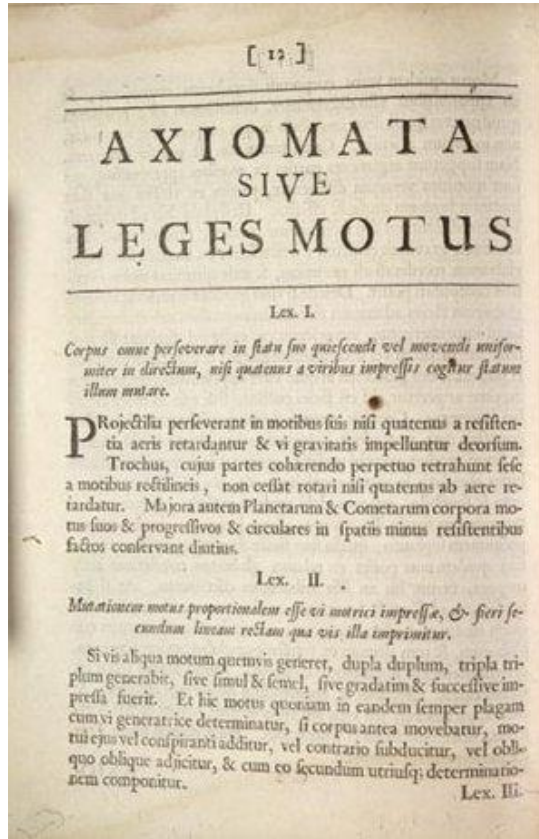 [ 12 ]
AXIOMATA
SIVE
LEGES MOTUS
Lex. I.
Corpus omne perſeverare in ſtatu ſuo quieſcendi vel movendi unifor-
miter in directum, niſi quatenus a viribus impreſſis cogitur ſtatum
illum mutare.
PRojectilia perſeverant in motibus ſuis niſi quatenus a reſiſten-
tia aeris retardantur & vi gravitatis impelluntur deorſum.
Trochus, cujus partes cohærendo perpetuo retrahunt ſeſe
a motibus rectilineis, non ceſſat rotari niſi quatenus ab aere re-
tardatur. Majora autem Planetarum & Cometarum corpora mo-
tus ſuos & progreſſivos & circulares in ſpatiis minus reſiſtentibus
factos conſervant diutius.
Lex. II.
Mutationem motus proportionalem eſſe vi motrici impreſſæ, & fieri ſe-
cundum lineam rectam qua vis illa imprimitur.
Si vis aliqua motum quemvis generet, dupla duplum, tripla tri-
plum generabit, ſive ſimul & ſemel, ſive gradatim & ſucceſſive im-
preſſa fuerit. Et hic motus quoniam in eandem ſemper plagam
cum vi generatrice determinatur, ſi corpus antea movebatur, mo-
tui ejus vel conſpiranti additur, vel contrario ſubducitur, vel obli-
quo oblique adjicitur, & cum eo ſecundum utriuſq; determinatio-
nem componitur.
Lex. III.